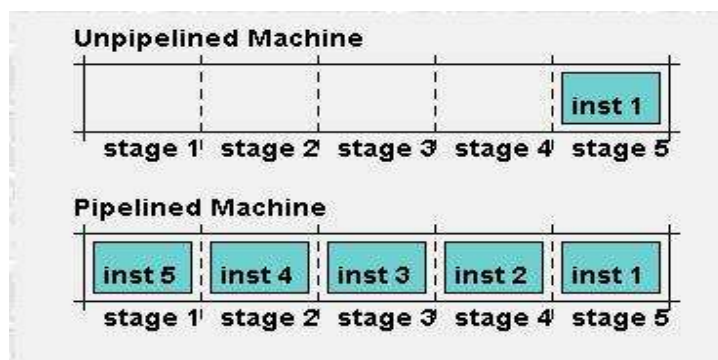 Unpipelined Machine
inst 1
stage 1 stage 2 stage 3 stage 4 stage 5
Pipelined Machine
inst 5 inst 4 inst 3 inst 2 inst 1
stage 1 stage 2 stage 3 stage 4 stage 5